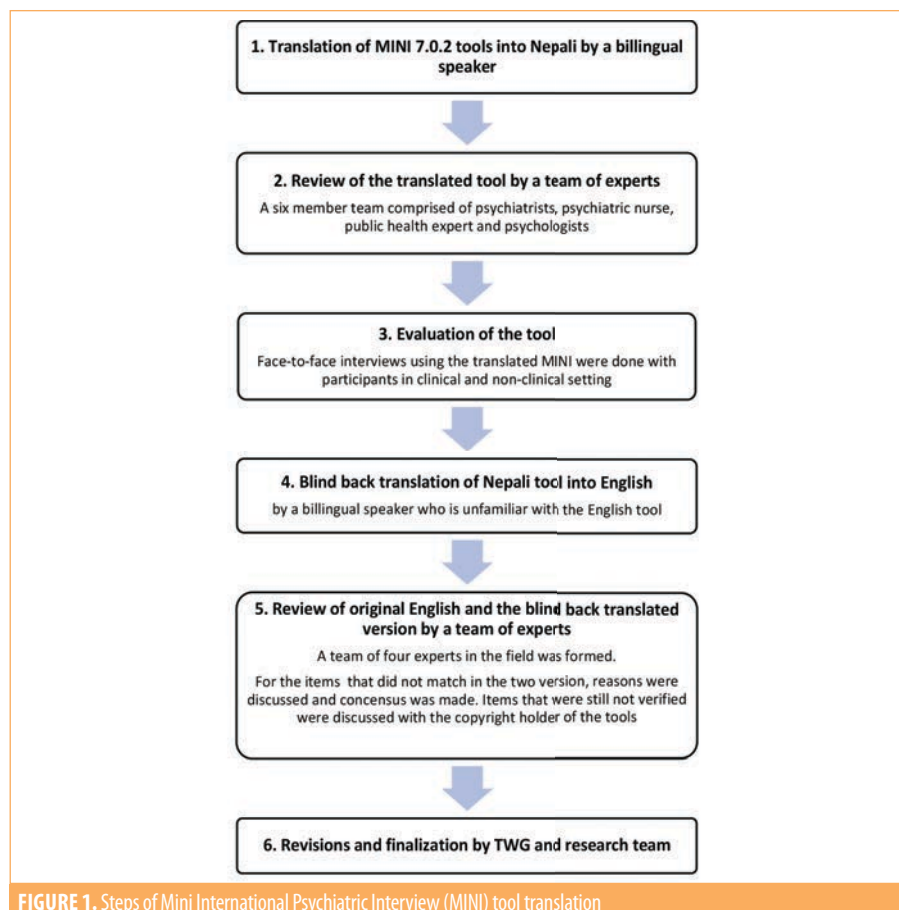 1. Translation of MINI 7.0.2 tools into Nepali by a billingual
speaker
2. Review of the translated tool by a team of experts
A six member team comprised of psychiatrists, psychiatric nurse,
public health expert and psychologists
3. Evaluation of the tool
Face-to-face interviews using the translated MINI were done with
participants in clinical and non-clinical setting
4. Blind back translation of Nepali tool into English
by a billingual speaker who is unfamiliar with the English tool
5. Review of original English and the blind back translated
version by a team of experts
A team of four experts in the field was formed.
For the items that did not match in the two version, reasons were
discussed and concensus was made. Items that were still not verified
were discussed with the copyright holder of the tools
6. Revisions and finalization by TWG and research team
FIGURE 1. Steps of Mini International Psychiatric Interview (MINI) tool translation